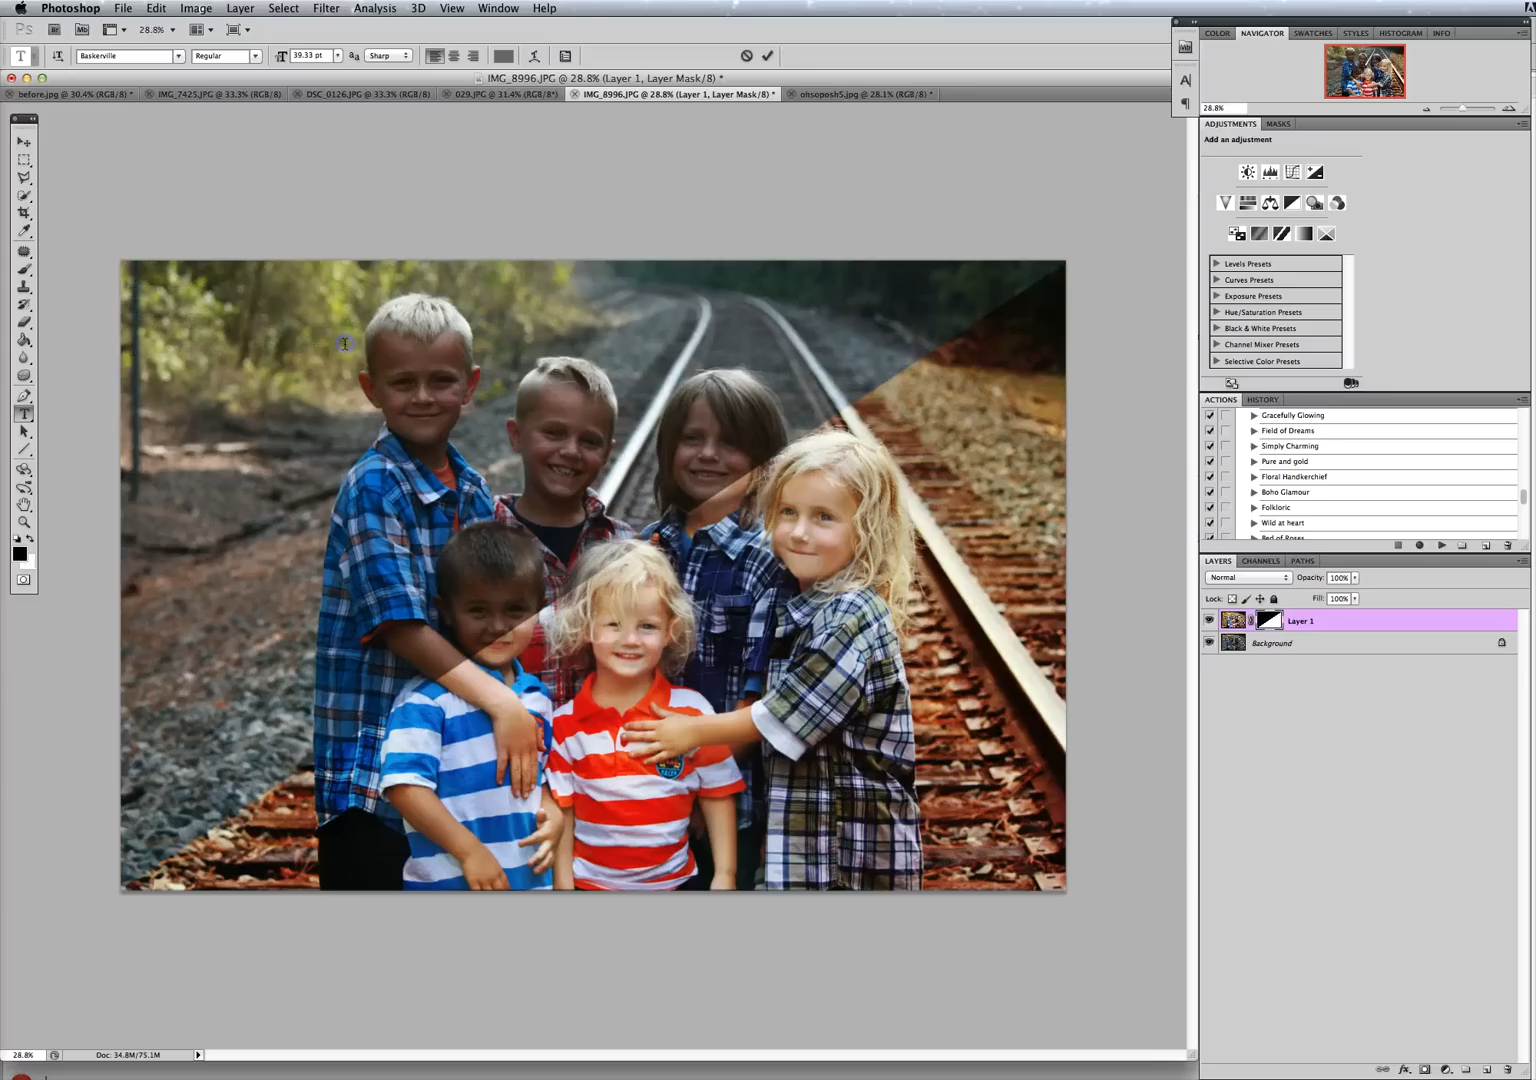 Photoshop File Edit Image Layer Select Filter Analysis 3D View Window Help
Ps Br Mb 28.8%
T Baskerville Regular 39.33 pt aa Sharp
IMG_8996.JPG @ 28.8% (Layer 1, Layer Mask/8) *
before.jpg @ 30.4% (RGB/8) * IMG_7425.JPG @ 33.3% (RGB/8) DSC_0126.JPG @ 33.3% (RGB/8) 029.JPG @ 31.4% (RGB/8*) IMG_8996.JPG @ 28.8% (Layer 1, Layer Mask/8) * ohsoposh5.jpg @ 28.1% (RGB/8) *
COLOR NAVIGATOR SWATCHES STYLES HISTOGRAM INFO
28.8%
ADJUSTMENTS MASKS
Add an adjustment
Levels Presets
Curves Presets
Exposure Presets
Hue/Saturation Presets
Black & White Presets
Channel Mixer Presets
Selective Color Presets
ACTIONS HISTORY
Gracefully Glowing
Field of Dreams
Simply Charming
Pure and gold
Floral Handkerchief
Boho Glamour
Folkloric
Wild at heart
Bed of Roses
LAYERS CHANNELS PATHS
Normal Opacity: 100%
Lock: Fill: 100%
Layer 1
Background
28.8% Doc: 34.8M/75.1M